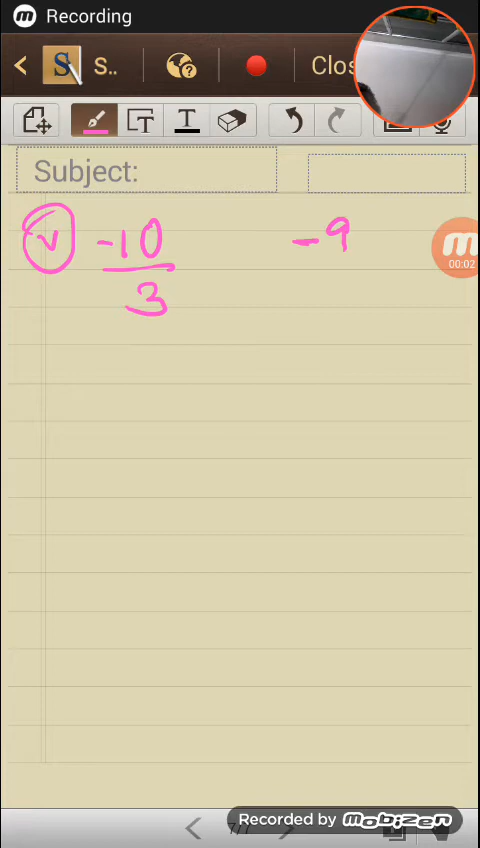 Recording
S S.. Clos
T T
Subject:
v -10 -9
3
00:02
Recorded by mobizen